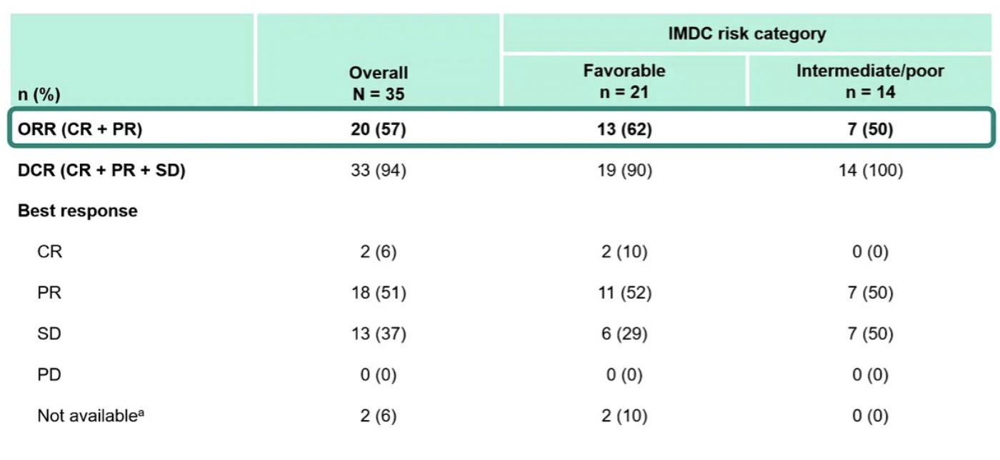 IMDC risk category
n (%) Overall N = 35 Favorable n = 21 Intermediate/poor n = 14
ORR (CR + PR) 20 (57) 13 (62) 7 (50)
DCR (CR + PR + SD) 33 (94) 19 (90) 14 (100)
Best response
CR 2 (6) 2 (10) 0 (0)
PR 18 (51) 11 (52) 7 (50)
SD 13 (37) 6 (29) 7 (50)
PD 0 (0) 0 (0) 0 (0)
Not availableᵃ 2 (6) 2 (10) 0 (0)